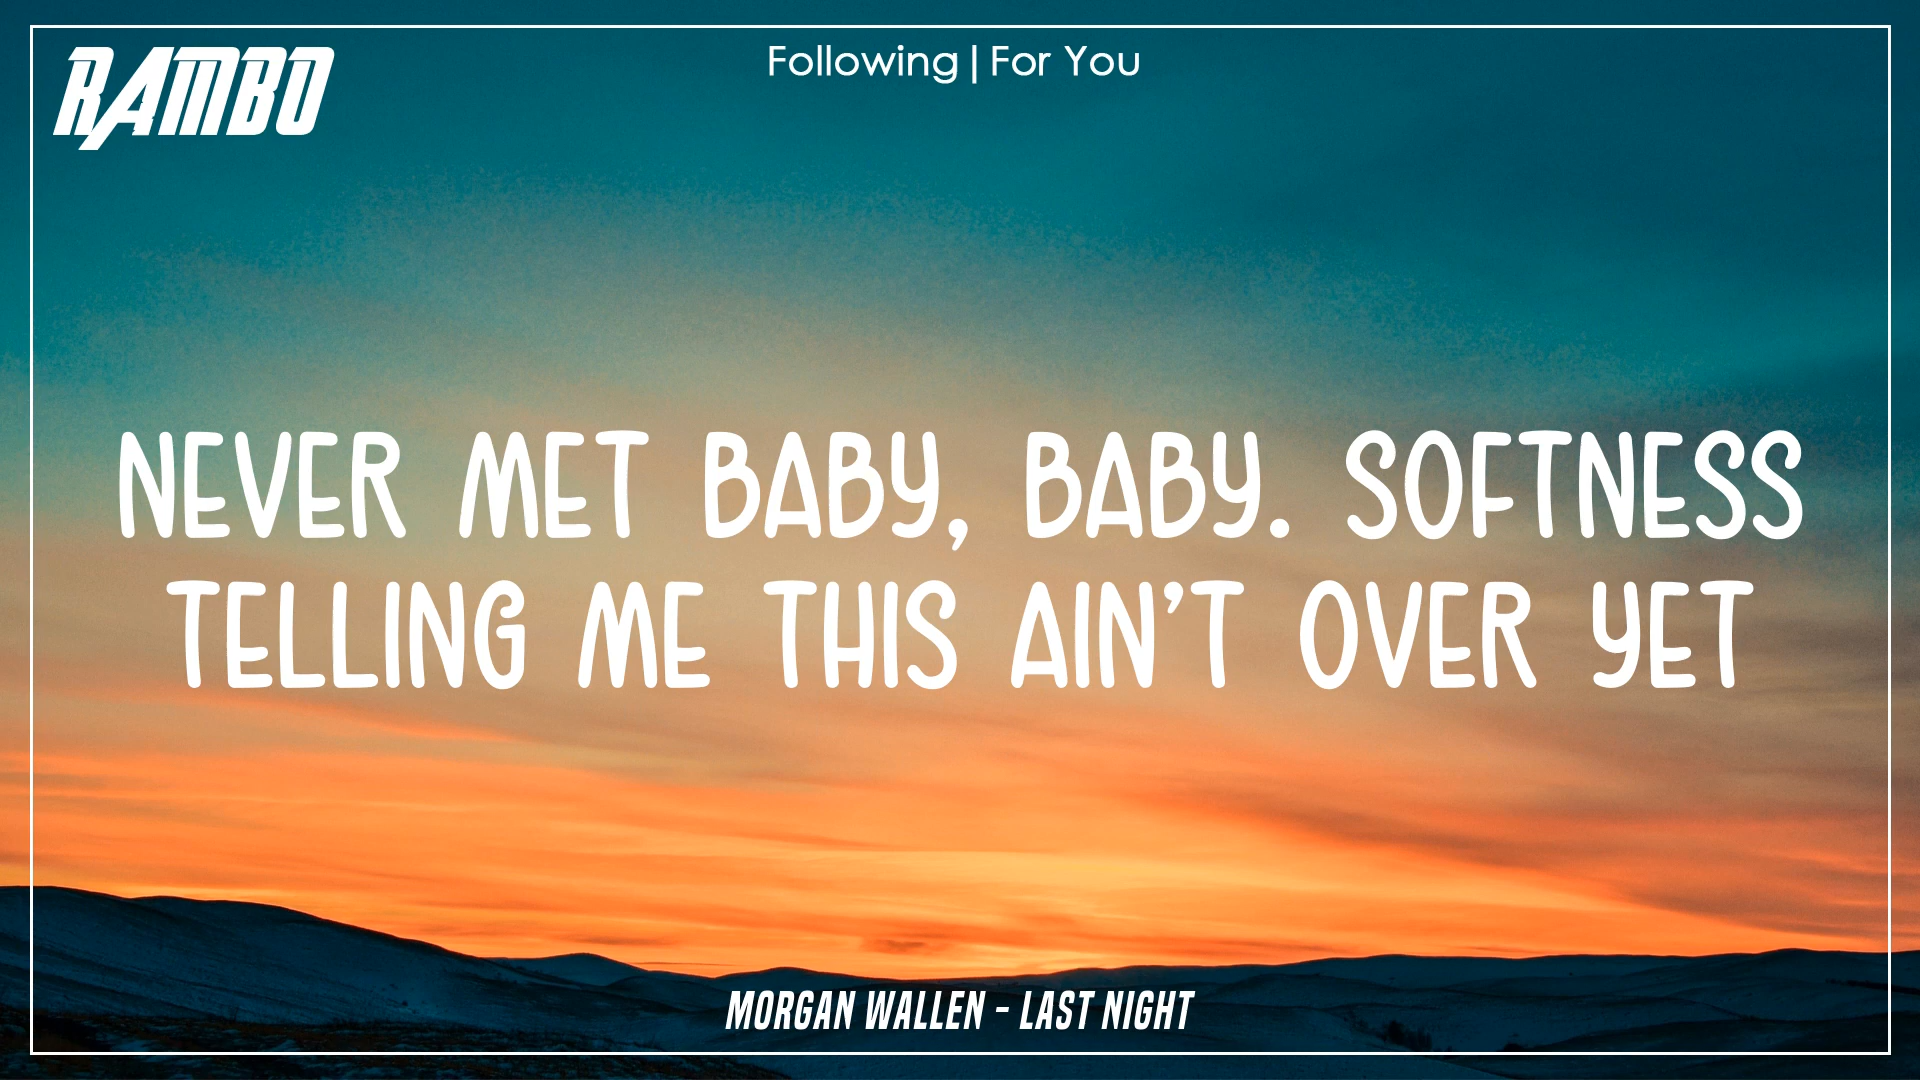 RAMBO
Following | For You
NEVER MET BABY, BABY. SOFTNESS
TELLING ME THIS AIN'T OVER YET
MORGAN WALLEN - LAST NIGHT